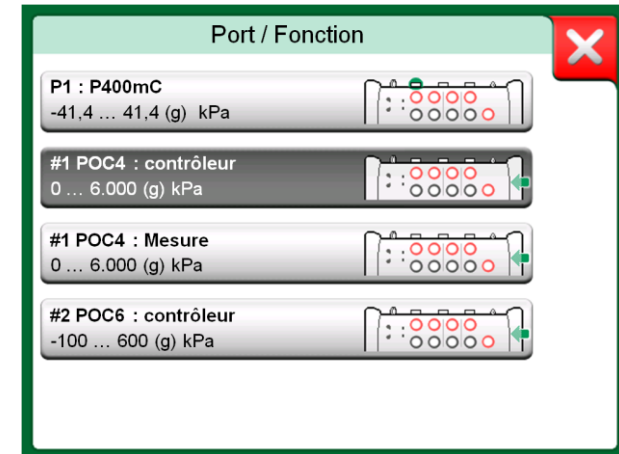 Port / Fonction
P1 : P400mC
-41,4 ... 41,4 (g) kPa
#1 POC4 : contrôleur
0 ... 6.000 (g) kPa
#1 POC4 : Mesure
0 ... 6.000 (g) kPa
#2 POC6 : contrôleur
-100 ... 600 (g) kPa